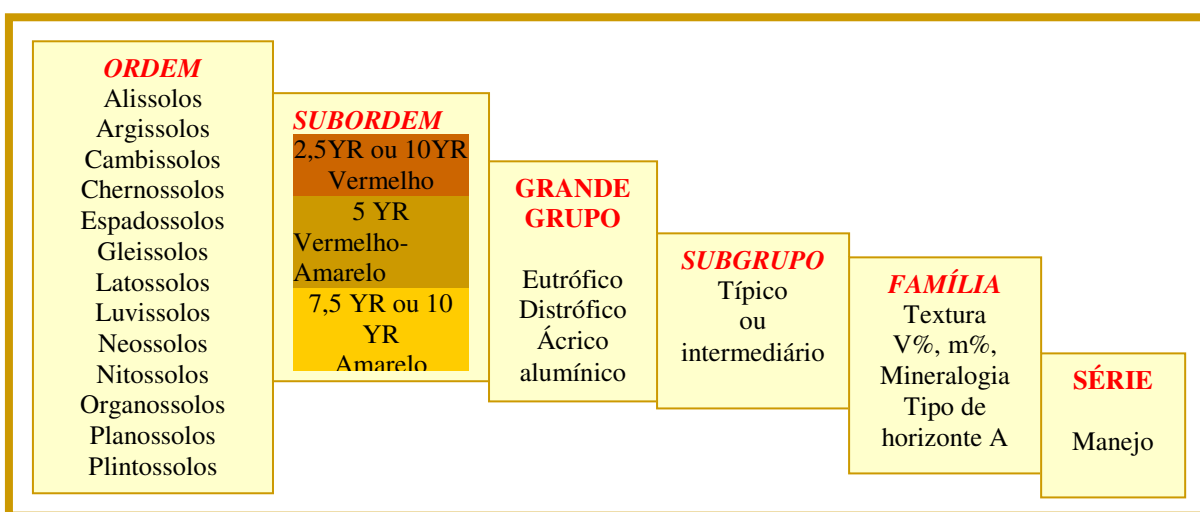 ORDEM
Alissolos
Argissolos
Cambissolos
Chernossolos
Espadossolos
Gleissolos
Latossolos
Luvissolos
Neossolos
Nitossolos
Organossolos
Planossolos
Plintossolos
SUBORDEM
2,5YR ou 10YR
Vermelho
5 YR
Vermelho-
Amarelo
7,5 YR ou 10
YR
Amarelo
GRANDE
GRUPO
Eutrófico
Distrófico
Ácrico
alumínico
SUBGRUPO
Típico
ou
intermediário
FAMÍLIA
Textura
V%, m%,
Mineralogia
Tipo de
horizonte A
SÉRIE
Manejo